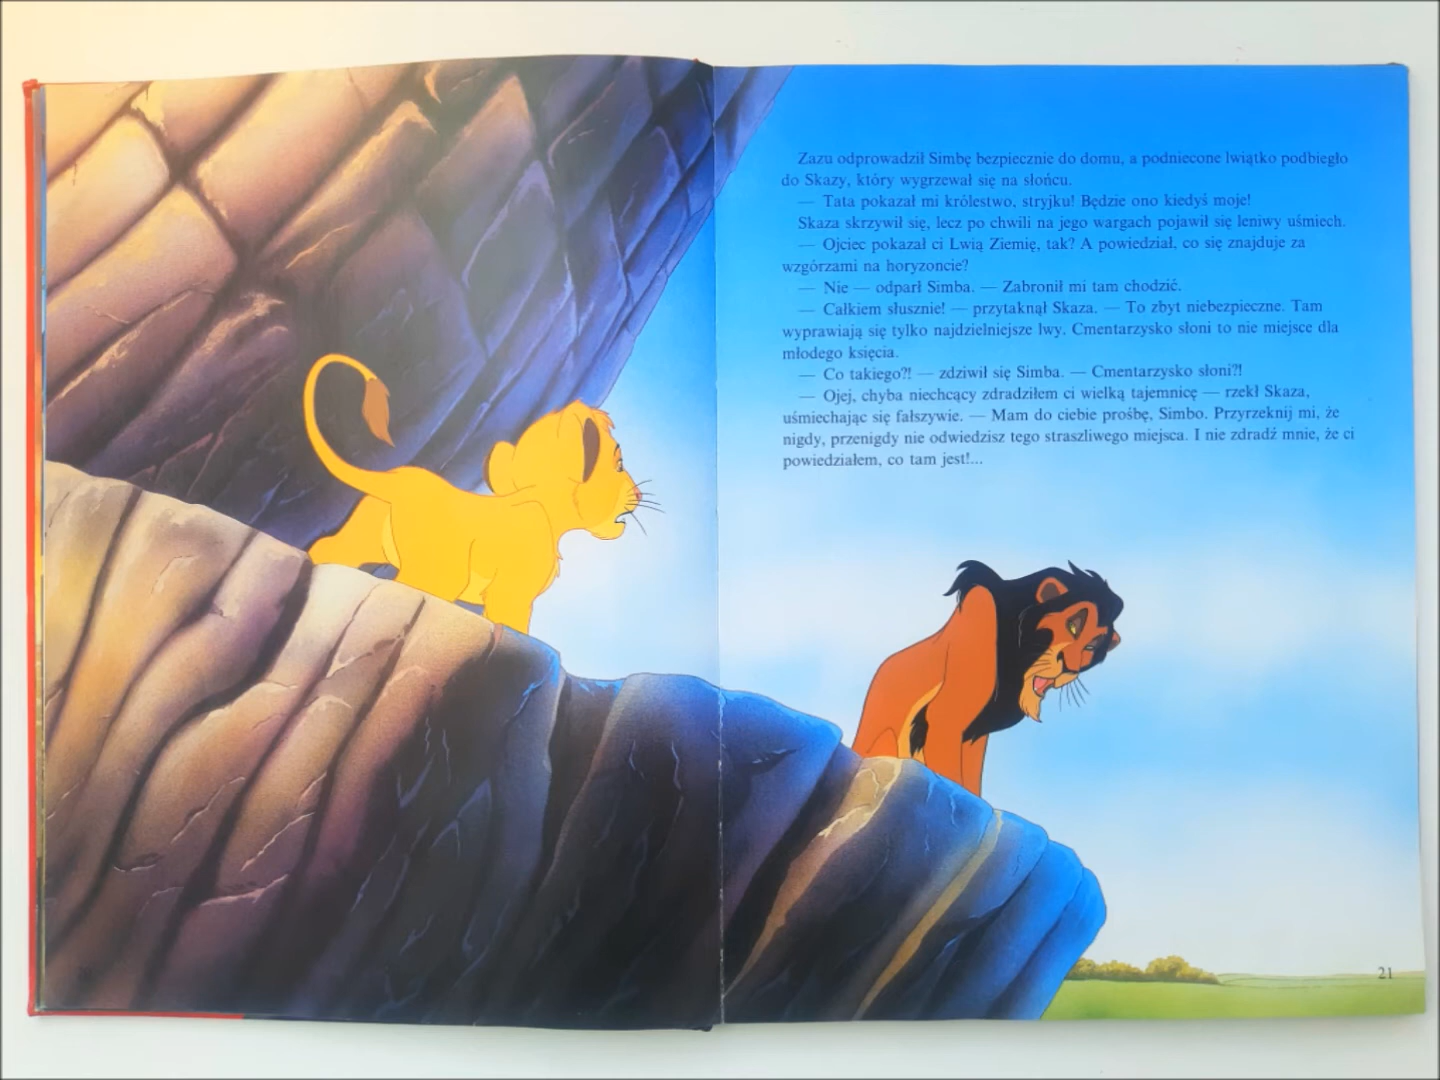 Zazu odprowadził Simbę bezpiecznie do domu, a podniecone lwiątko podbiegło
do Skazy, który wygrzewał się na słońcu.
— Tata pokazał mi królestwo, stryjku! Będzie ono kiedyś moje!
Skaza skrzywił się, lecz po chwili na jego wargach pojawił się leniwy uśmiech.
— Ojciec pokazał ci Lwią Ziemię, tak? A powiedział, co się znajduje za
wzgórzami na horyzoncie?
— Nie — odparł Simba. — Zabronił mi tam chodzić.
— Całkiem słusznie! — przytaknął Skaza. — To zbyt niebezpieczne. Tam
wyprawiają się tylko najdzielniejsze lwy. Cmentarzysko słoni to nie miejsce dla
młodego księcia.
— Co takiego?! — zdziwił się Simba. — Cmentarzysko słoni?!
— Ojej, chyba niechcący zdradziłem ci wielką tajemnicę — rzekł Skaza,
uśmiechając się fałszywie. — Mam do ciebie prośbę, Simbo. Przyrzeknij mi, że
nigdy, przenigdy nie odwiedzisz tego straszliwego miejsca. I nie zdradź mnie, że ci
powiedziałem, co tam jest!...
21